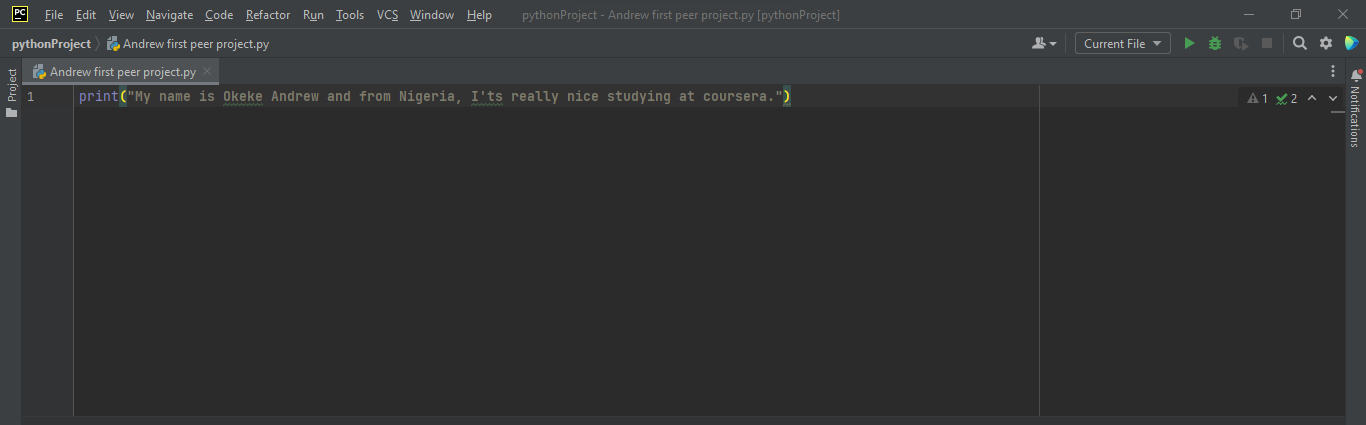 PC File Edit View Navigate Code Refactor Run Tools VCS Window Help pythonProject - Andrew first peer project.py [pythonProject]
pythonProject Andrew first peer project.py Current File
Project
Andrew first peer project.py
1 print("My name is Okeke Andrew and from Nigeria, I'ts really nice studying at coursera.") 1 2
Notifications